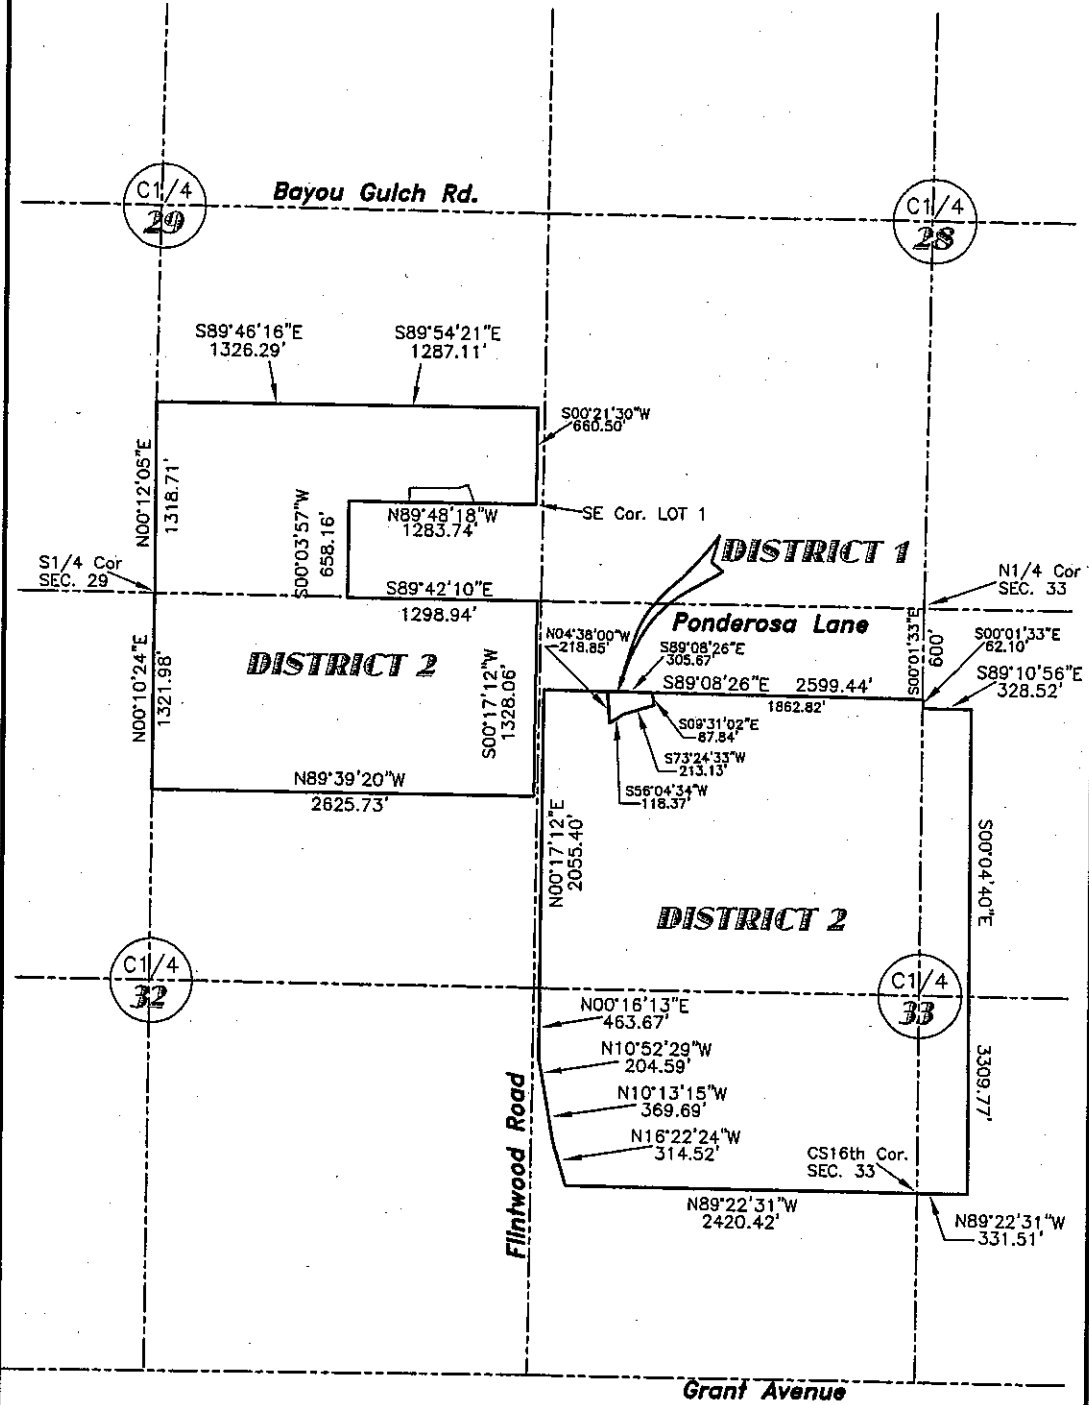 C1/4
29
Bayou Gulch Rd.
C1/4
28
S89°46'16"E
1326.29'
S89°54'21"E
1287.11'
S00°21'30"W
660.50'
N00°12'05"E
1318.71'
S00°03'57"W
658.16'
N89°48'18"W
1283.74'
SE Cor. LOT 1
DISTRICT 1
S1/4 Cor
SEC. 29
S89°42'10"E
1298.94'
N1/4 Cor
SEC. 33
Ponderosa Lane
S00°01'33"E
600'
S00°01'33"E
62.10'
N04°38'00"W
218.85'
S89°08'26"E
305.67'
S89°10'56"E
328.52'
DISTRICT 2
S89°08'26"E 2599.44'
1862.82'
N00°10'24"E
1321.98'
S00°17'12"W
1328.06'
S09°31'02"E
87.84'
S73°24'33"W
213.13'
S56°04'34"W
118.37'
N89°39'20"W
2625.73'
N00°17'12"E
2055.40'
S00°04'40"E
3309.77'
DISTRICT 2
C1/4
32
C1/4
33
N00°16'13"E
463.67'
N10°52'29"W
204.59'
N10°13'15"W
369.69'
N16°22'24"W
314.52'
Flintwood Road
CS16th Cor.
SEC. 33
N89°22'31"W
2420.42'
N89°22'31"W
331.51'
Grant Avenue